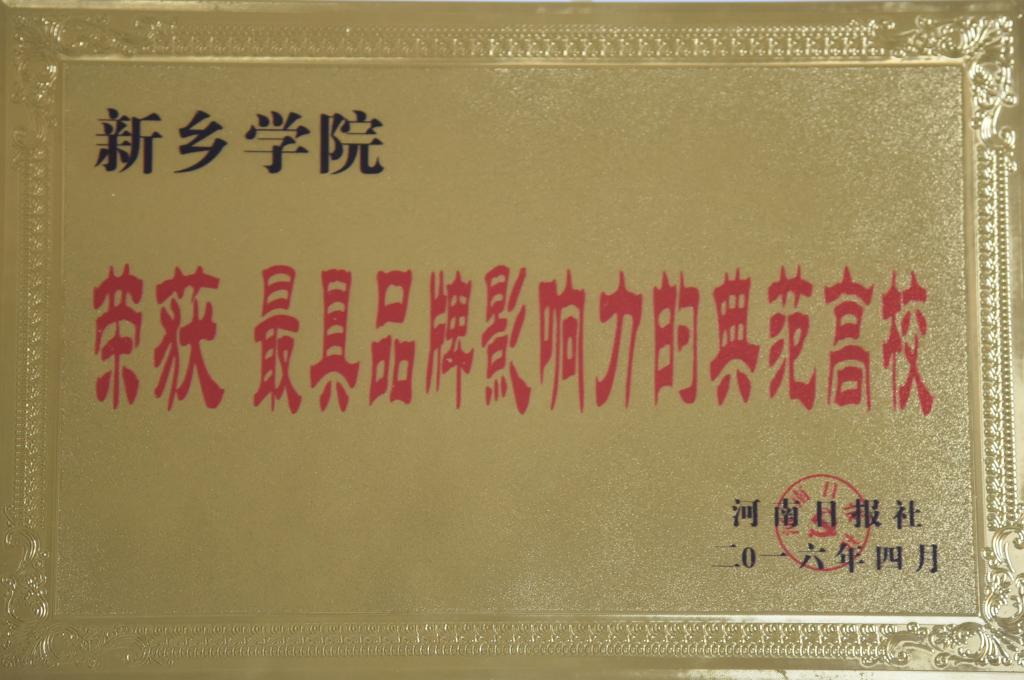 新乡学院
荣获 最具品牌影响力的典范高校
河南日报社
二0一六年四月